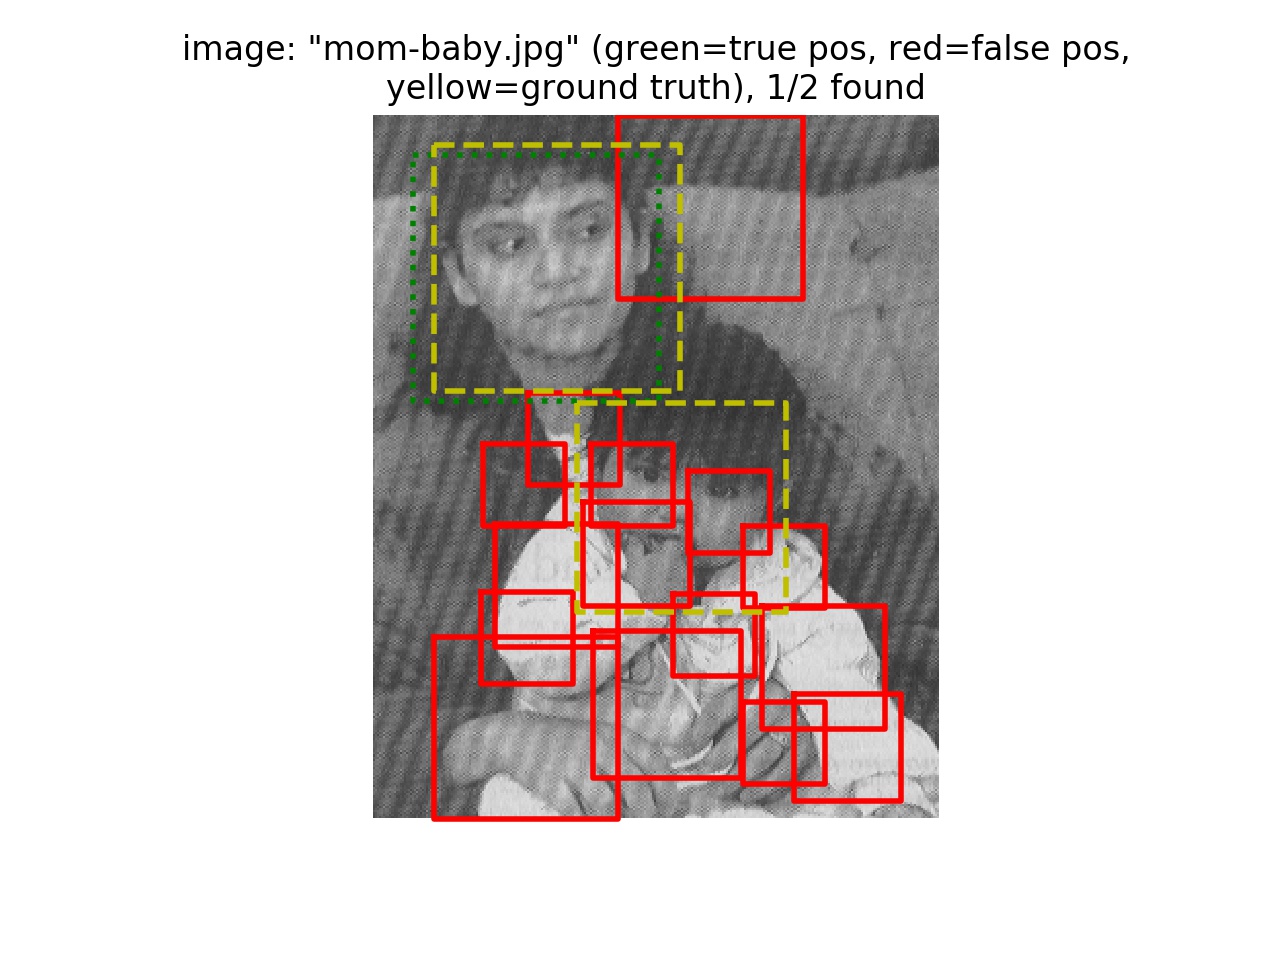 image: "mom-baby.jpg" (green=true pos, red=false pos,
yellow=ground truth), 1/2 found